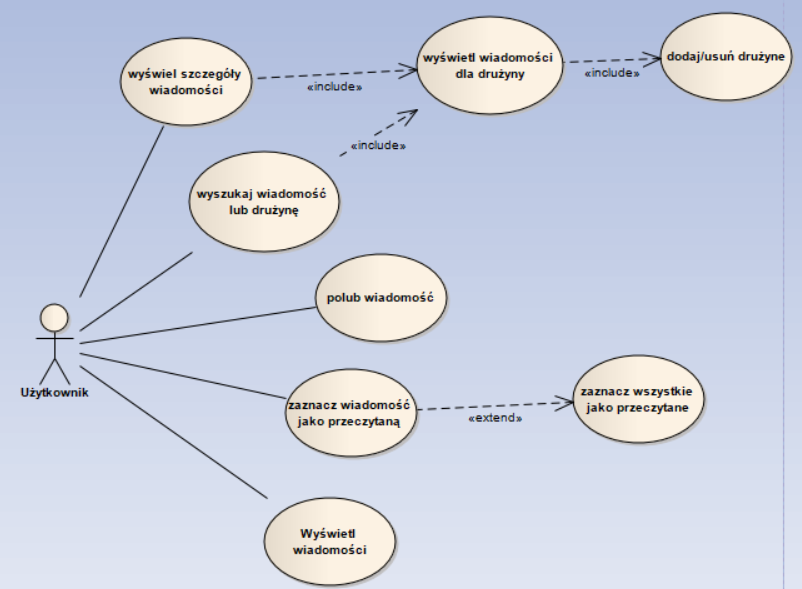 wyświel szczegóły
wiadomości
«include»
wyświetl wiadomości
dla drużyny
«include»
dodaj/usuń drużyne
«include»
wyszukaj wiadomość
lub drużynę
polub wiadomość
Użytkownik
zaznacz wiadomość
jako przeczytaną
«extend»
zaznacz wszystkie
jako przeczytane
Wyświetl
wiadomości